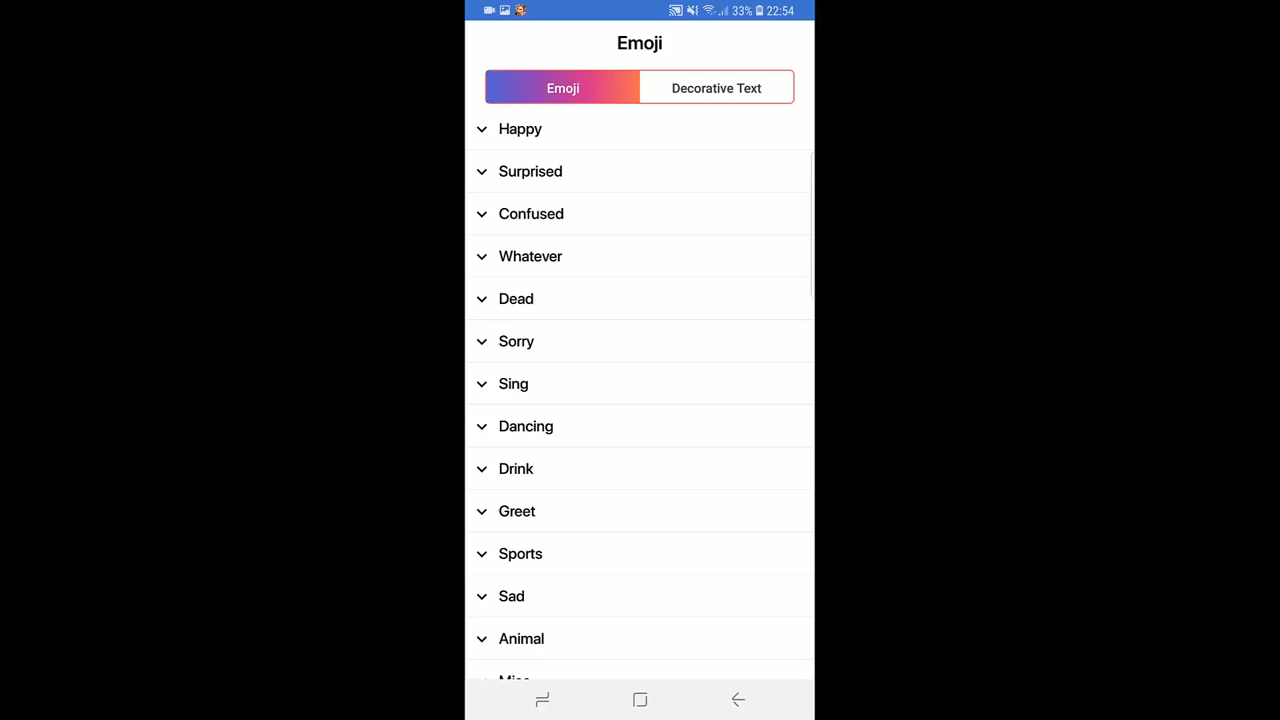 33% 22:54
Emoji
Emoji Decorative Text
Happy
Surprised
Confused
Whatever
Dead
Sorry
Sing
Dancing
Drink
Greet
Sports
Sad
Animal